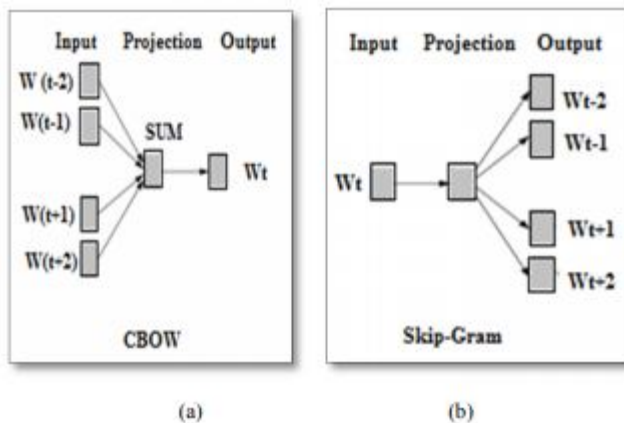 Input Projection Output
W (t-2)
W(t-1)
SUM
Wt
W(t+1)
W(t+2)
CBOW
(a)
Input Projection Output
Wt-2
Wt-1
Wt
Wt+1
Wt+2
Skip-Gram
(b)